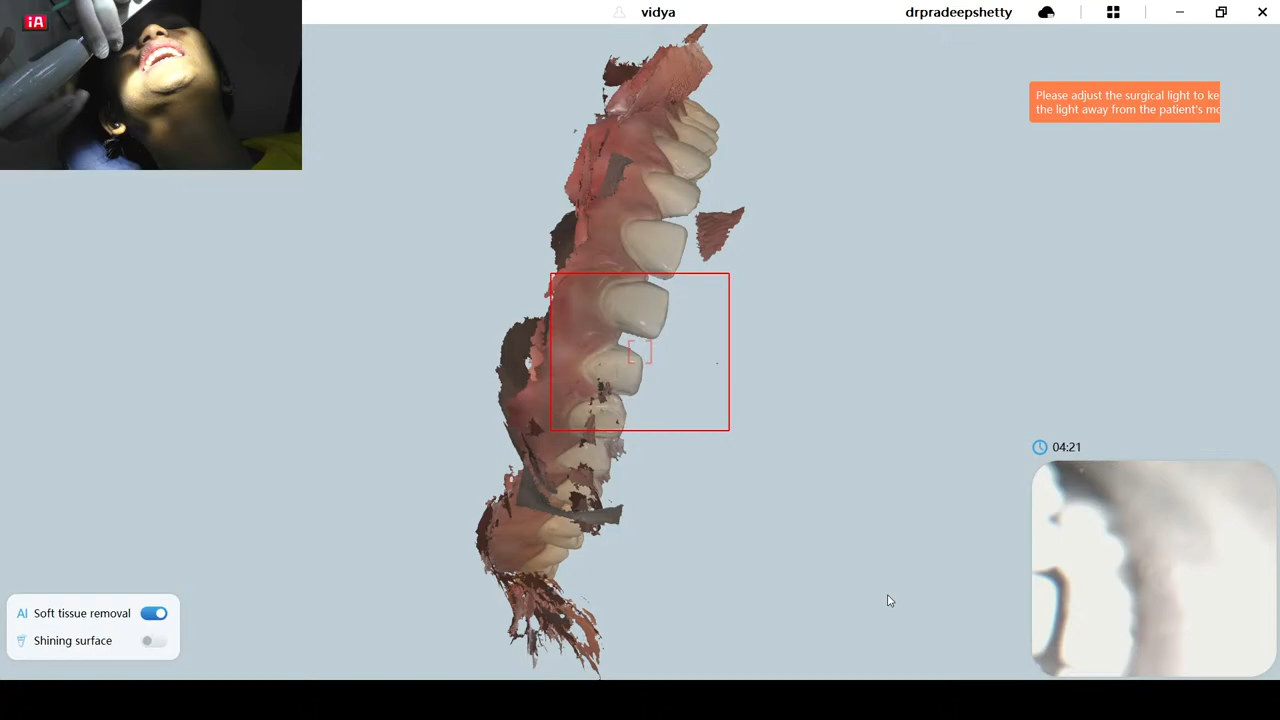 iA
vidya
drpradeepshetty
Please adjust the surgical light to ke
the light away from the patient's mo
04:21
AI Soft tissue removal
Shining surface